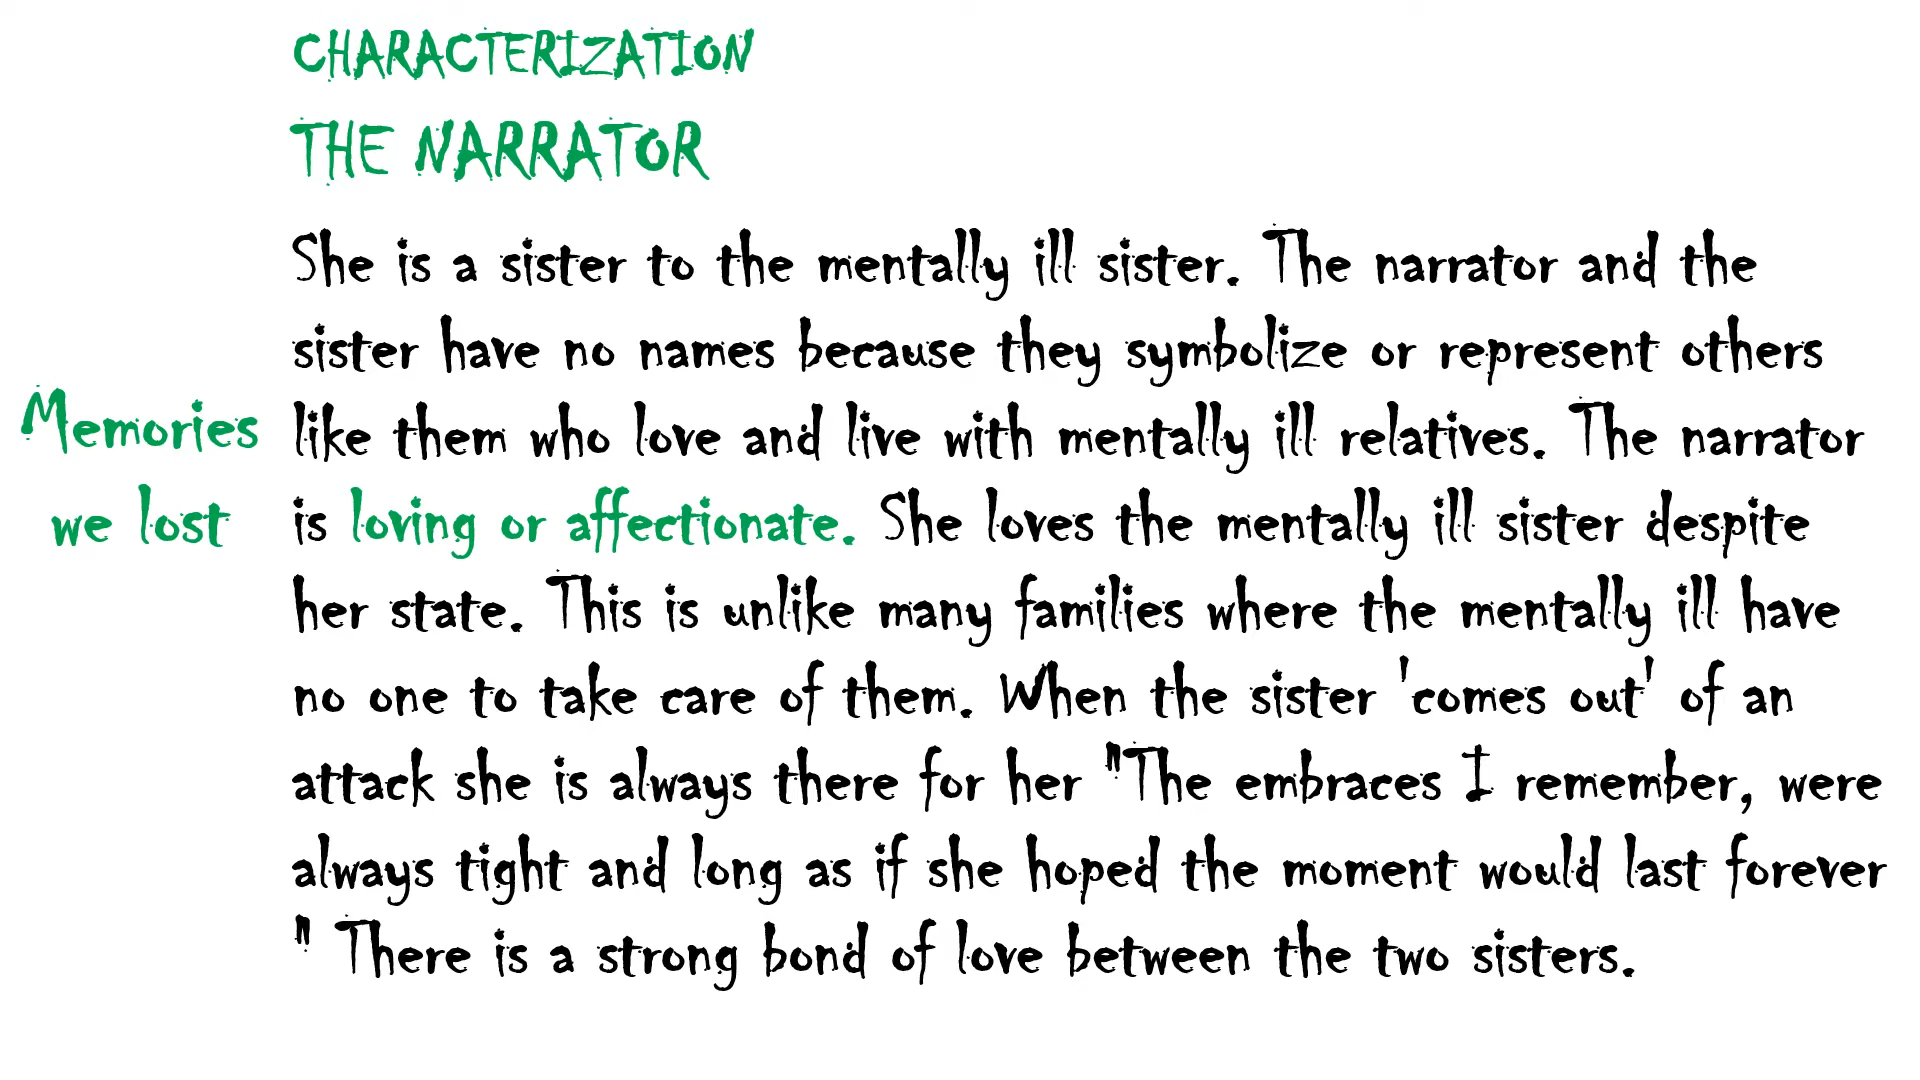 CHARACTERIZATION
THE NARRATOR
Memories
we lost
She is a sister to the mentally ill sister. The narrator and the
sister have no names because they symbolize or represent others
like them who love and live with mentally ill relatives. The narrator
is loving or affectionate. She loves the mentally ill sister despite
her state. This is unlike many families where the mentally ill have
no one to take care of them. When the sister 'comes out' of an
attack she is always there for her "The embraces I remember, were
always tight and long as if she hoped the moment would last forever
" There is a strong bond of love between the two sisters.